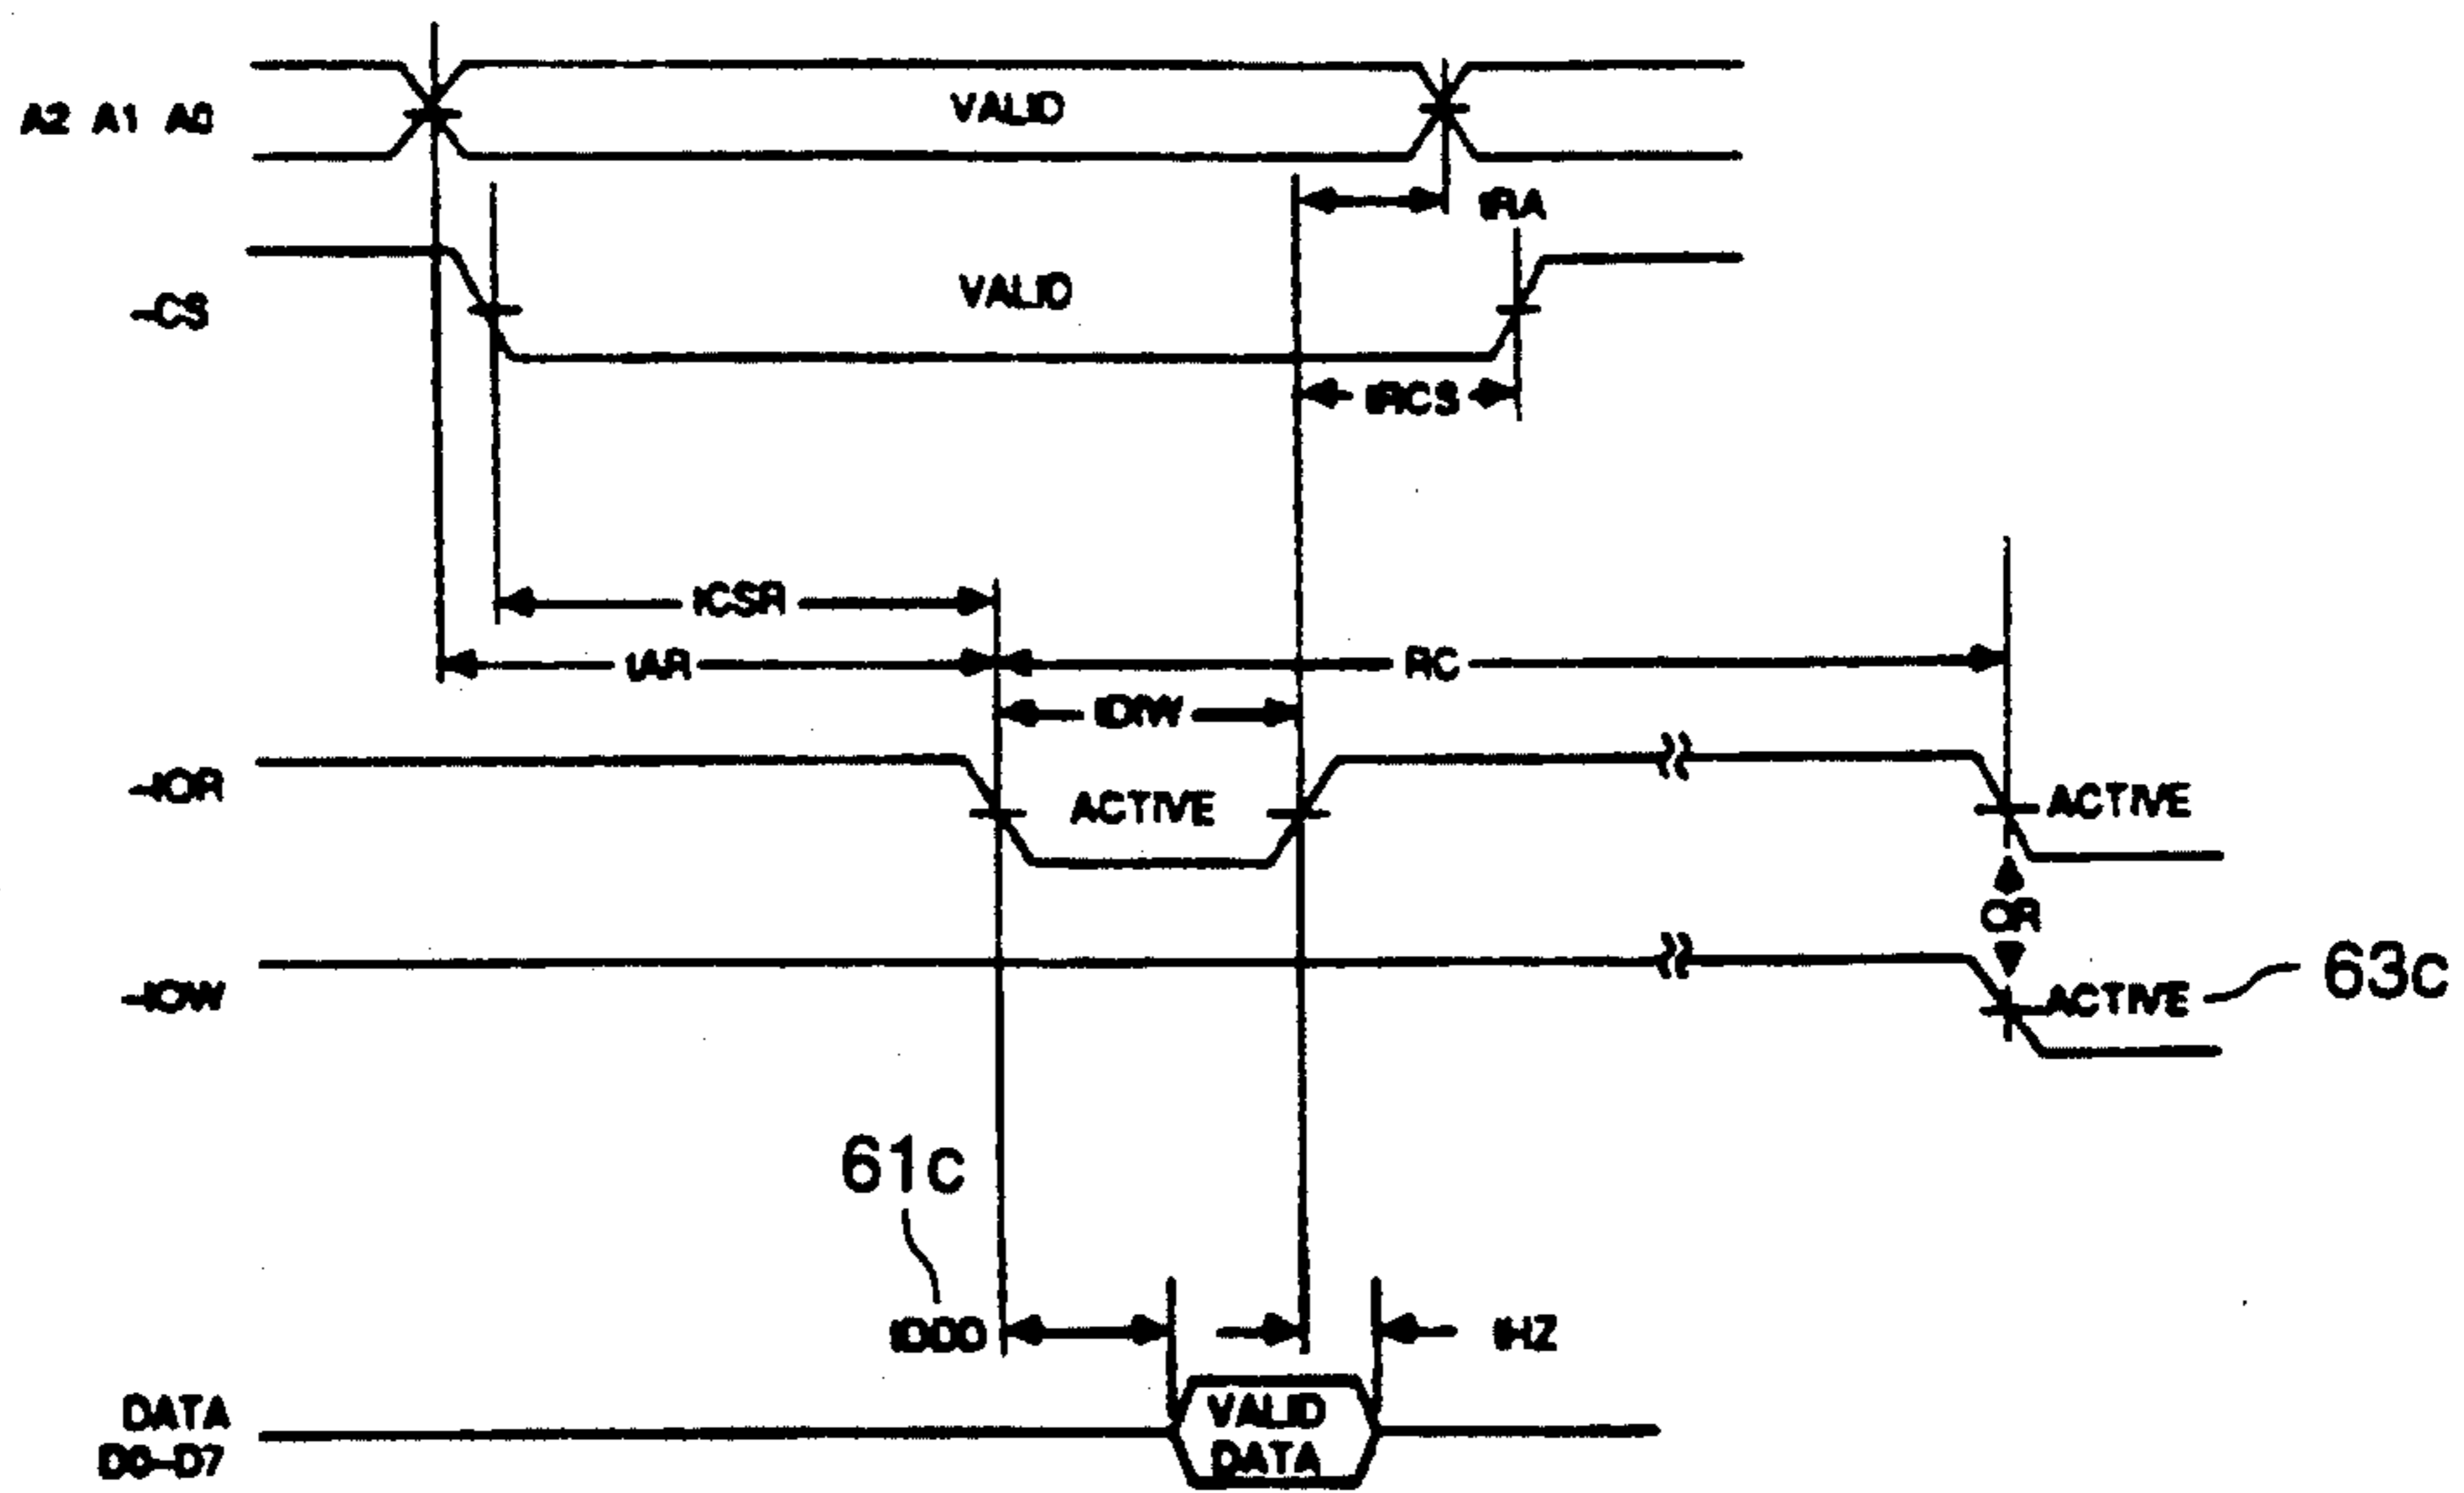 A2 A1 A0
VALID
tRA
-CS
VALID
tRCS
tCSR
tAR
RC
tDIW
-IOR
ACTIVE
ACTIVE
OR
-IOW
ACTIVE
63C
61C
tDDD
tHZ
DATA
D0-D7
VALID
DATA